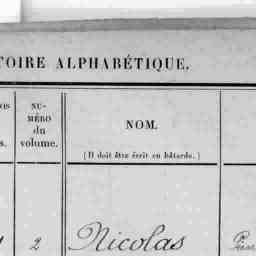 TOIRE ALPHABÉTIQUE.
NU-
MÉRO
du
volume.
NOM.
(Il doit être écrit en bâtarde.)
2 Nicolas